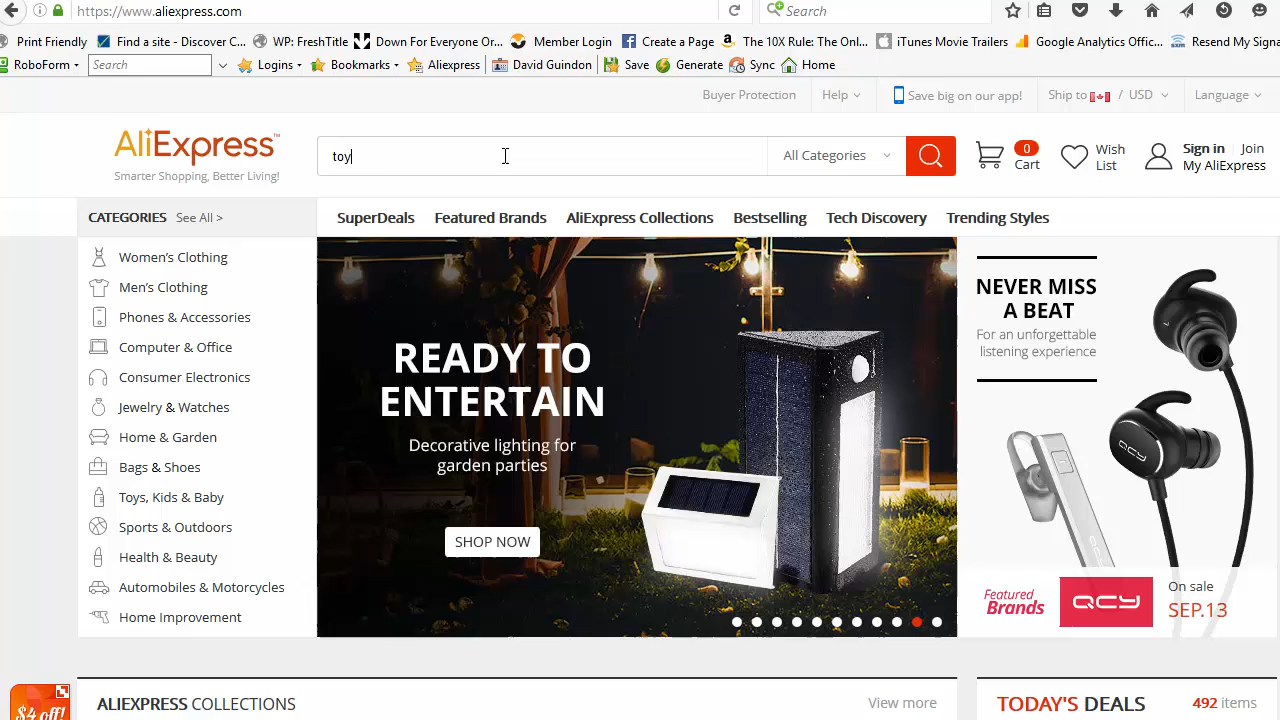 https://www.aliexpress.com
Search
Print Friendly
Find a site - Discover C...
WP: FreshTitle
Down For Everyone Or...
Member Login
Create a Page
The 10X Rule: The Onl...
iTunes Movie Trailers
Google Analytics Offic...
Resend My Signa
RoboForm
Search
Logins
Bookmarks
Aliexpress
David Guindon
Save
Generate
Sync
Home
Buyer Protection
Help
Save big on our app!
Ship to / USD
Language
AliExpress™
Smarter Shopping, Better Living!
toy
All Categories
0
Cart
Wish
List
Sign in Join
My AliExpress
CATEGORIES See All >
SuperDeals
Featured Brands
AliExpress Collections
Bestselling
Tech Discovery
Trending Styles
Women's Clothing
Men's Clothing
Phones & Accessories
Computer & Office
Consumer Electronics
Jewelry & Watches
Home & Garden
Bags & Shoes
Toys, Kids & Baby
Sports & Outdoors
Health & Beauty
Automobiles & Motorcycles
Home Improvement
READY TO
ENTERTAIN
Decorative lighting for
garden parties
SHOP NOW
NEVER MISS
A BEAT
For an unforgettable
listening experience
QCY
Featured
Brands
QCY
On sale
SEP.13
$4 off!
ALIEXPRESS COLLECTIONS
View more
TODAY'S DEALS
492 items